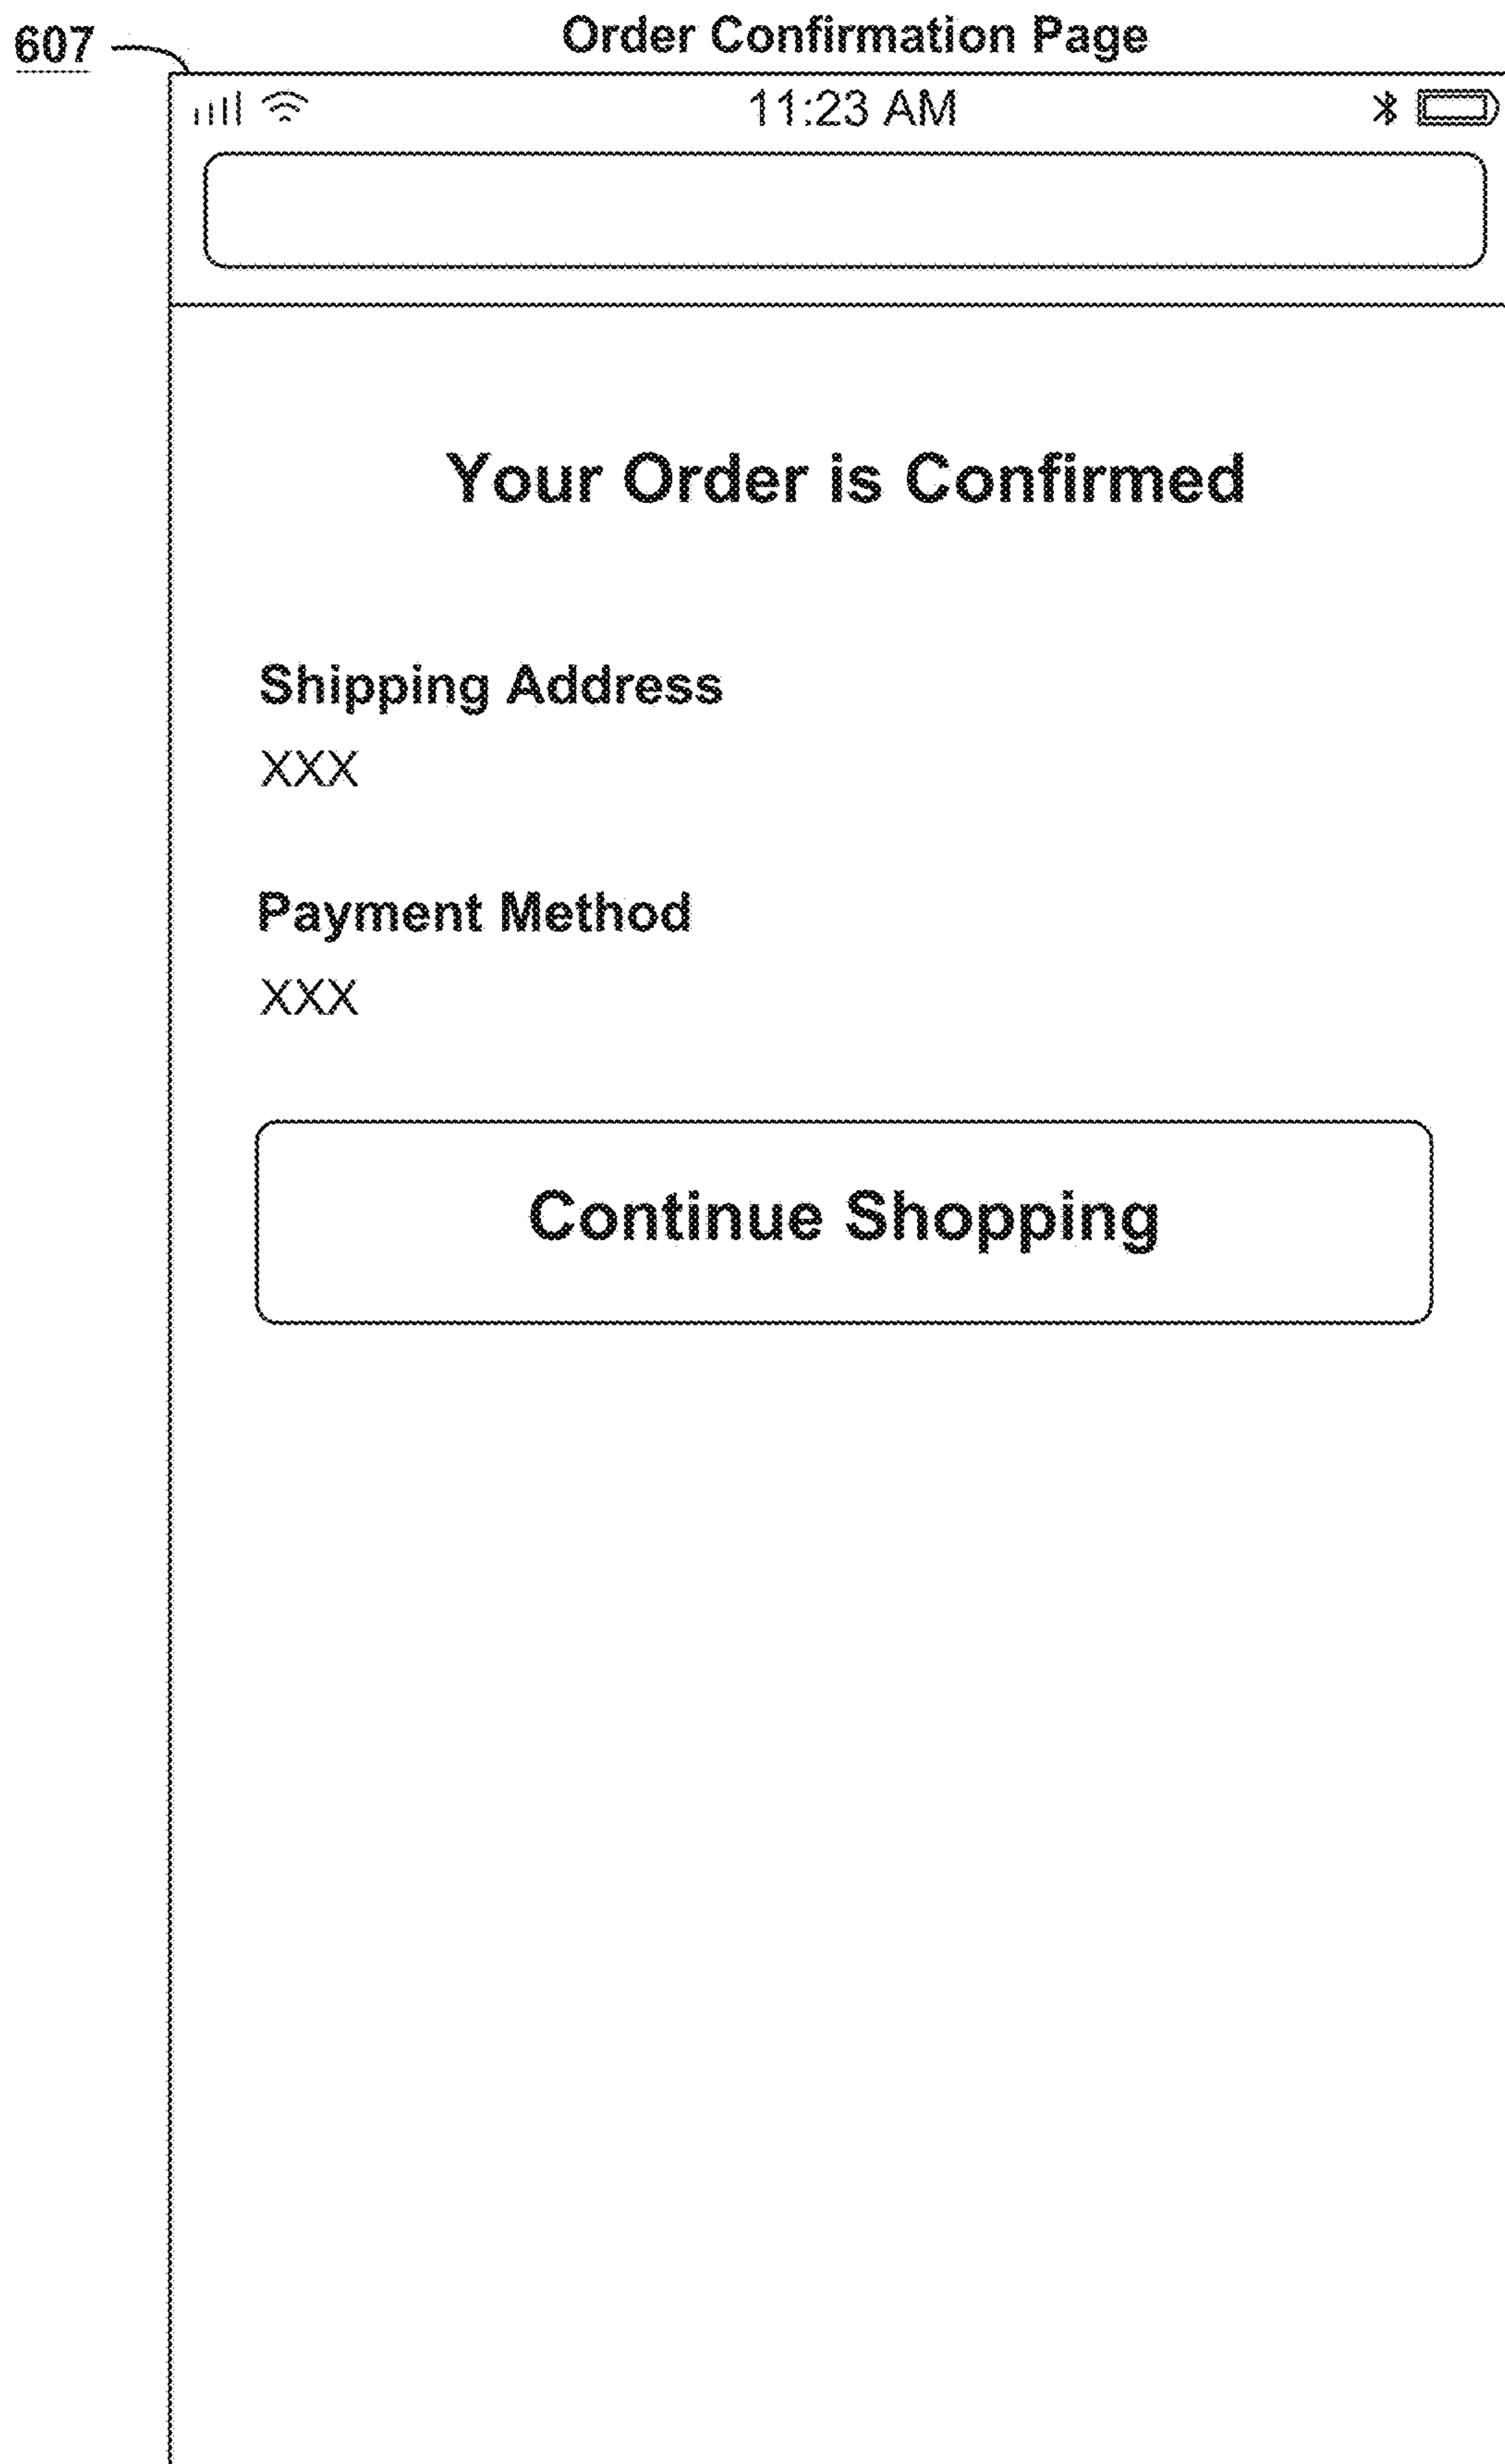 607
Order Confirmation Page
11:23 AM
Your Order is Confirmed
Shipping Address
XXX
Payment Method
XXX
Continue Shopping